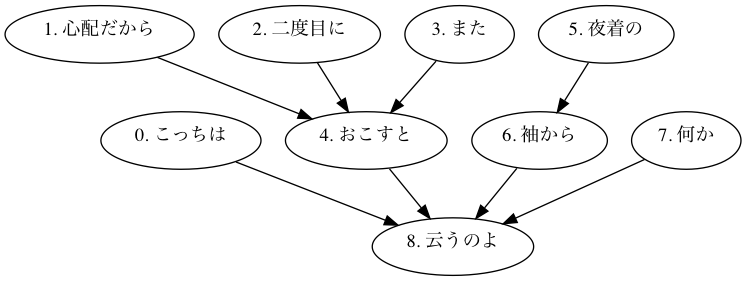 1. 心配だから
2. 二度目に
3. また
5. 夜着の
0. こっちは
4. おこすと
6. 袖から
7. 何か
8. 云うのよ